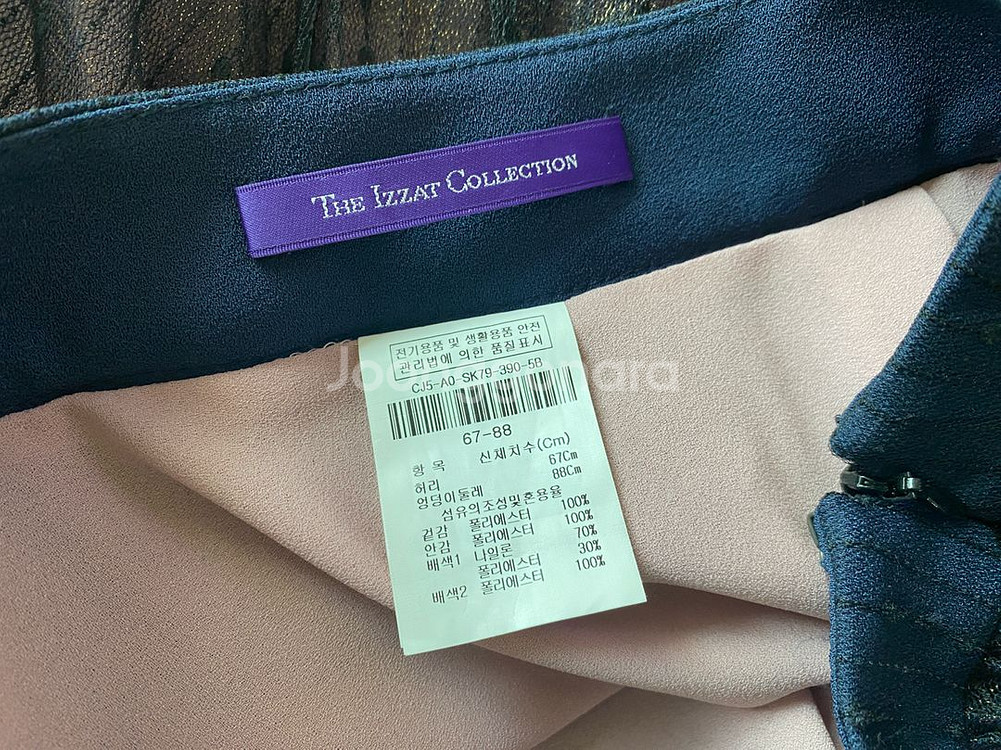 THE IZZAT COLLECTION
전기용품 및 생활용품 안전
관리법에 의한 품질표시
CJ5-A0-SK79-390-5B
67-88
항 목 신체치수(Cm)
허리 67Cm
엉덩이둘레 88Cm
섬유의조성및혼용율
겉감 폴리에스터 100%
안감 폴리에스터 100%
배색1 나일론 70%
폴리에스터 30%
배색2 폴리에스터 100%